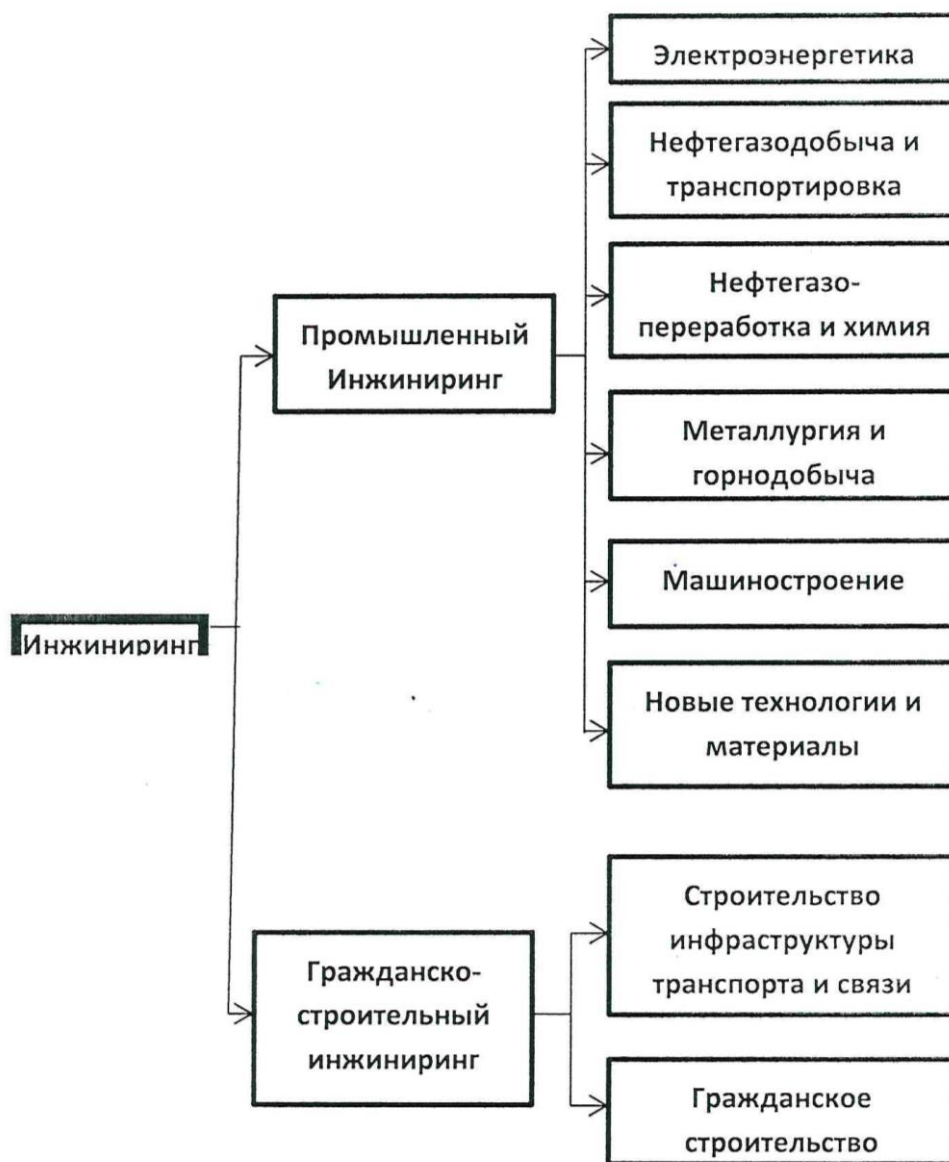 Электроэнергетика
Нефтегазодобыча и
транспортировка
Нефтегазо-
переработка и химия
Промышленный
Инжиниринг
Металлургия и
горнодобыча
Машиностроение
Инжиниринг
Новые технологии и
материалы
Строительство
инфраструктуры
транспорта и связи
Гражданско-
строительный
инжиниринг
Гражданское
строительство